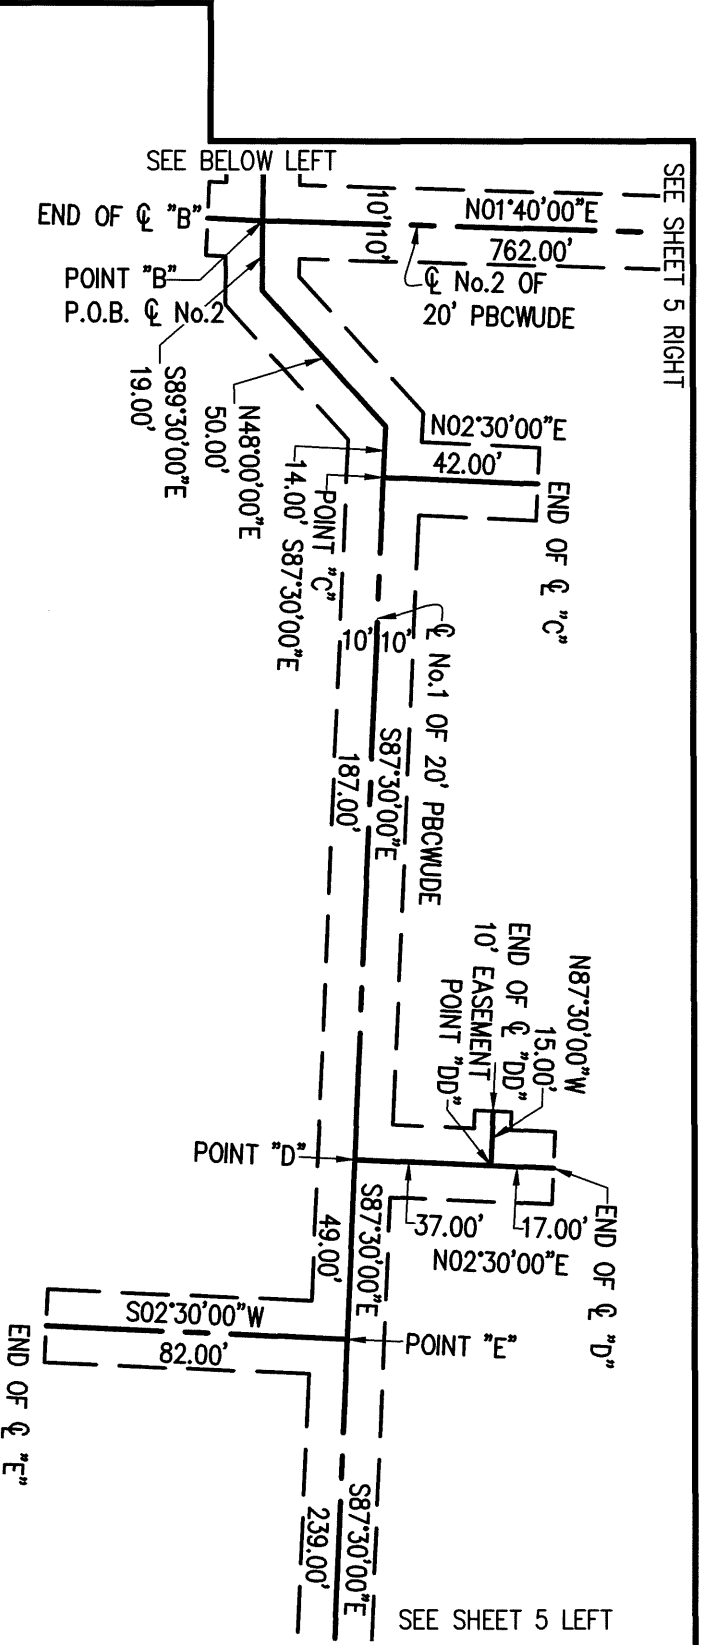 SEE BELOW LEFT
SEE SHEET 5 RIGHT
N01°40'00"E
762.00'
10' 10'
END OF ℄ "B"
POINT "B"
P.O.B. ℄ No.2
℄ No.2 OF
20' PBCWUDE
S89°30'00"E
19.00'
N48°00'00"E
50.00'
N02°30'00"E
42.00'
END OF ℄ "C"
POINT "C"
14.00' S87°30'00"E
10' 10'
℄ No.1 OF 20' PBCWUDE
S87°30'00"E
187.00'
N87°30'00"W
15.00'
END OF ℄ "DD"
10' EASEMENT
POINT "DD"
POINT "D"
37.00'
17.00'
N02°30'00"E
END OF ℄ "D"
S87°30'00"E
49.00'
S02°30'00"W
82.00'
POINT "E"
END OF ℄ "E"
S87°30'00"E
239.00'
SEE SHEET 5 LEFT